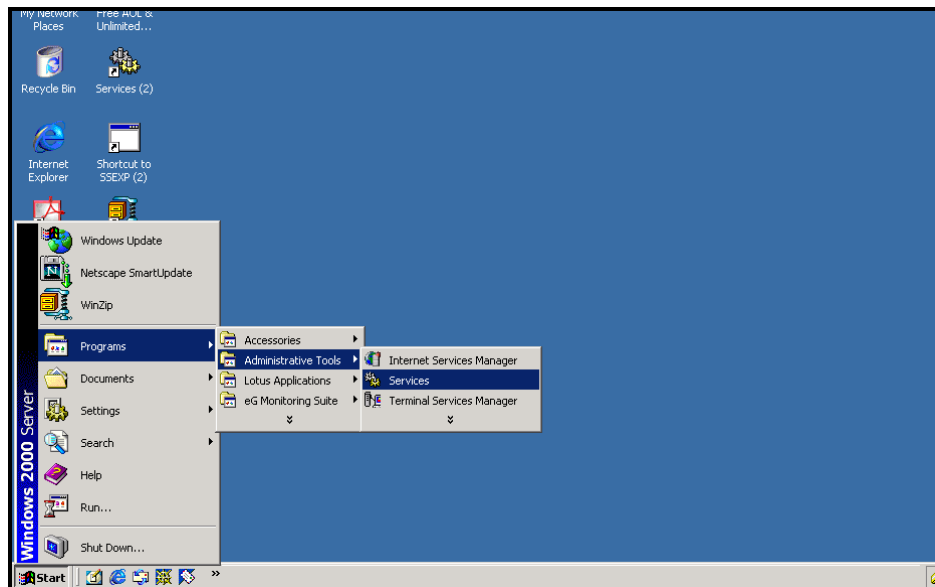 My Network
Places
Free AOL &
Unlimited...
Recycle Bin
Services (2)
Internet
Explorer
Shortcut to
SSEXP (2)
Windows Update
Netscape SmartUpdate
WinZip
Programs
Documents
Settings
Search
Help
Run...
Shut Down...
Windows 2000 Server
Accessories
Administrative Tools
Lotus Applications
eG Monitoring Suite
Internet Services Manager
Services
Terminal Services Manager
Start